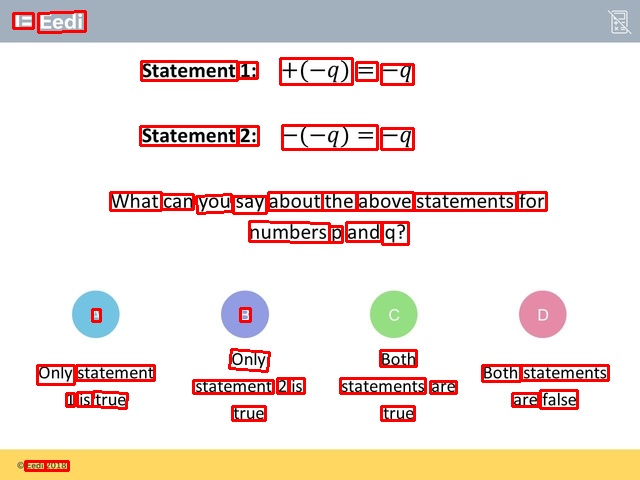 Eedi
Statement 1: +(−q) = −q
Statement 2: −(−q) = −q
What can you say about the above statements for
numbers p and q?
C
D
Only statement
1 is true
Only
statement 2 is
true
Both
statements are
true
Both statements
are false
© Eedi 2018